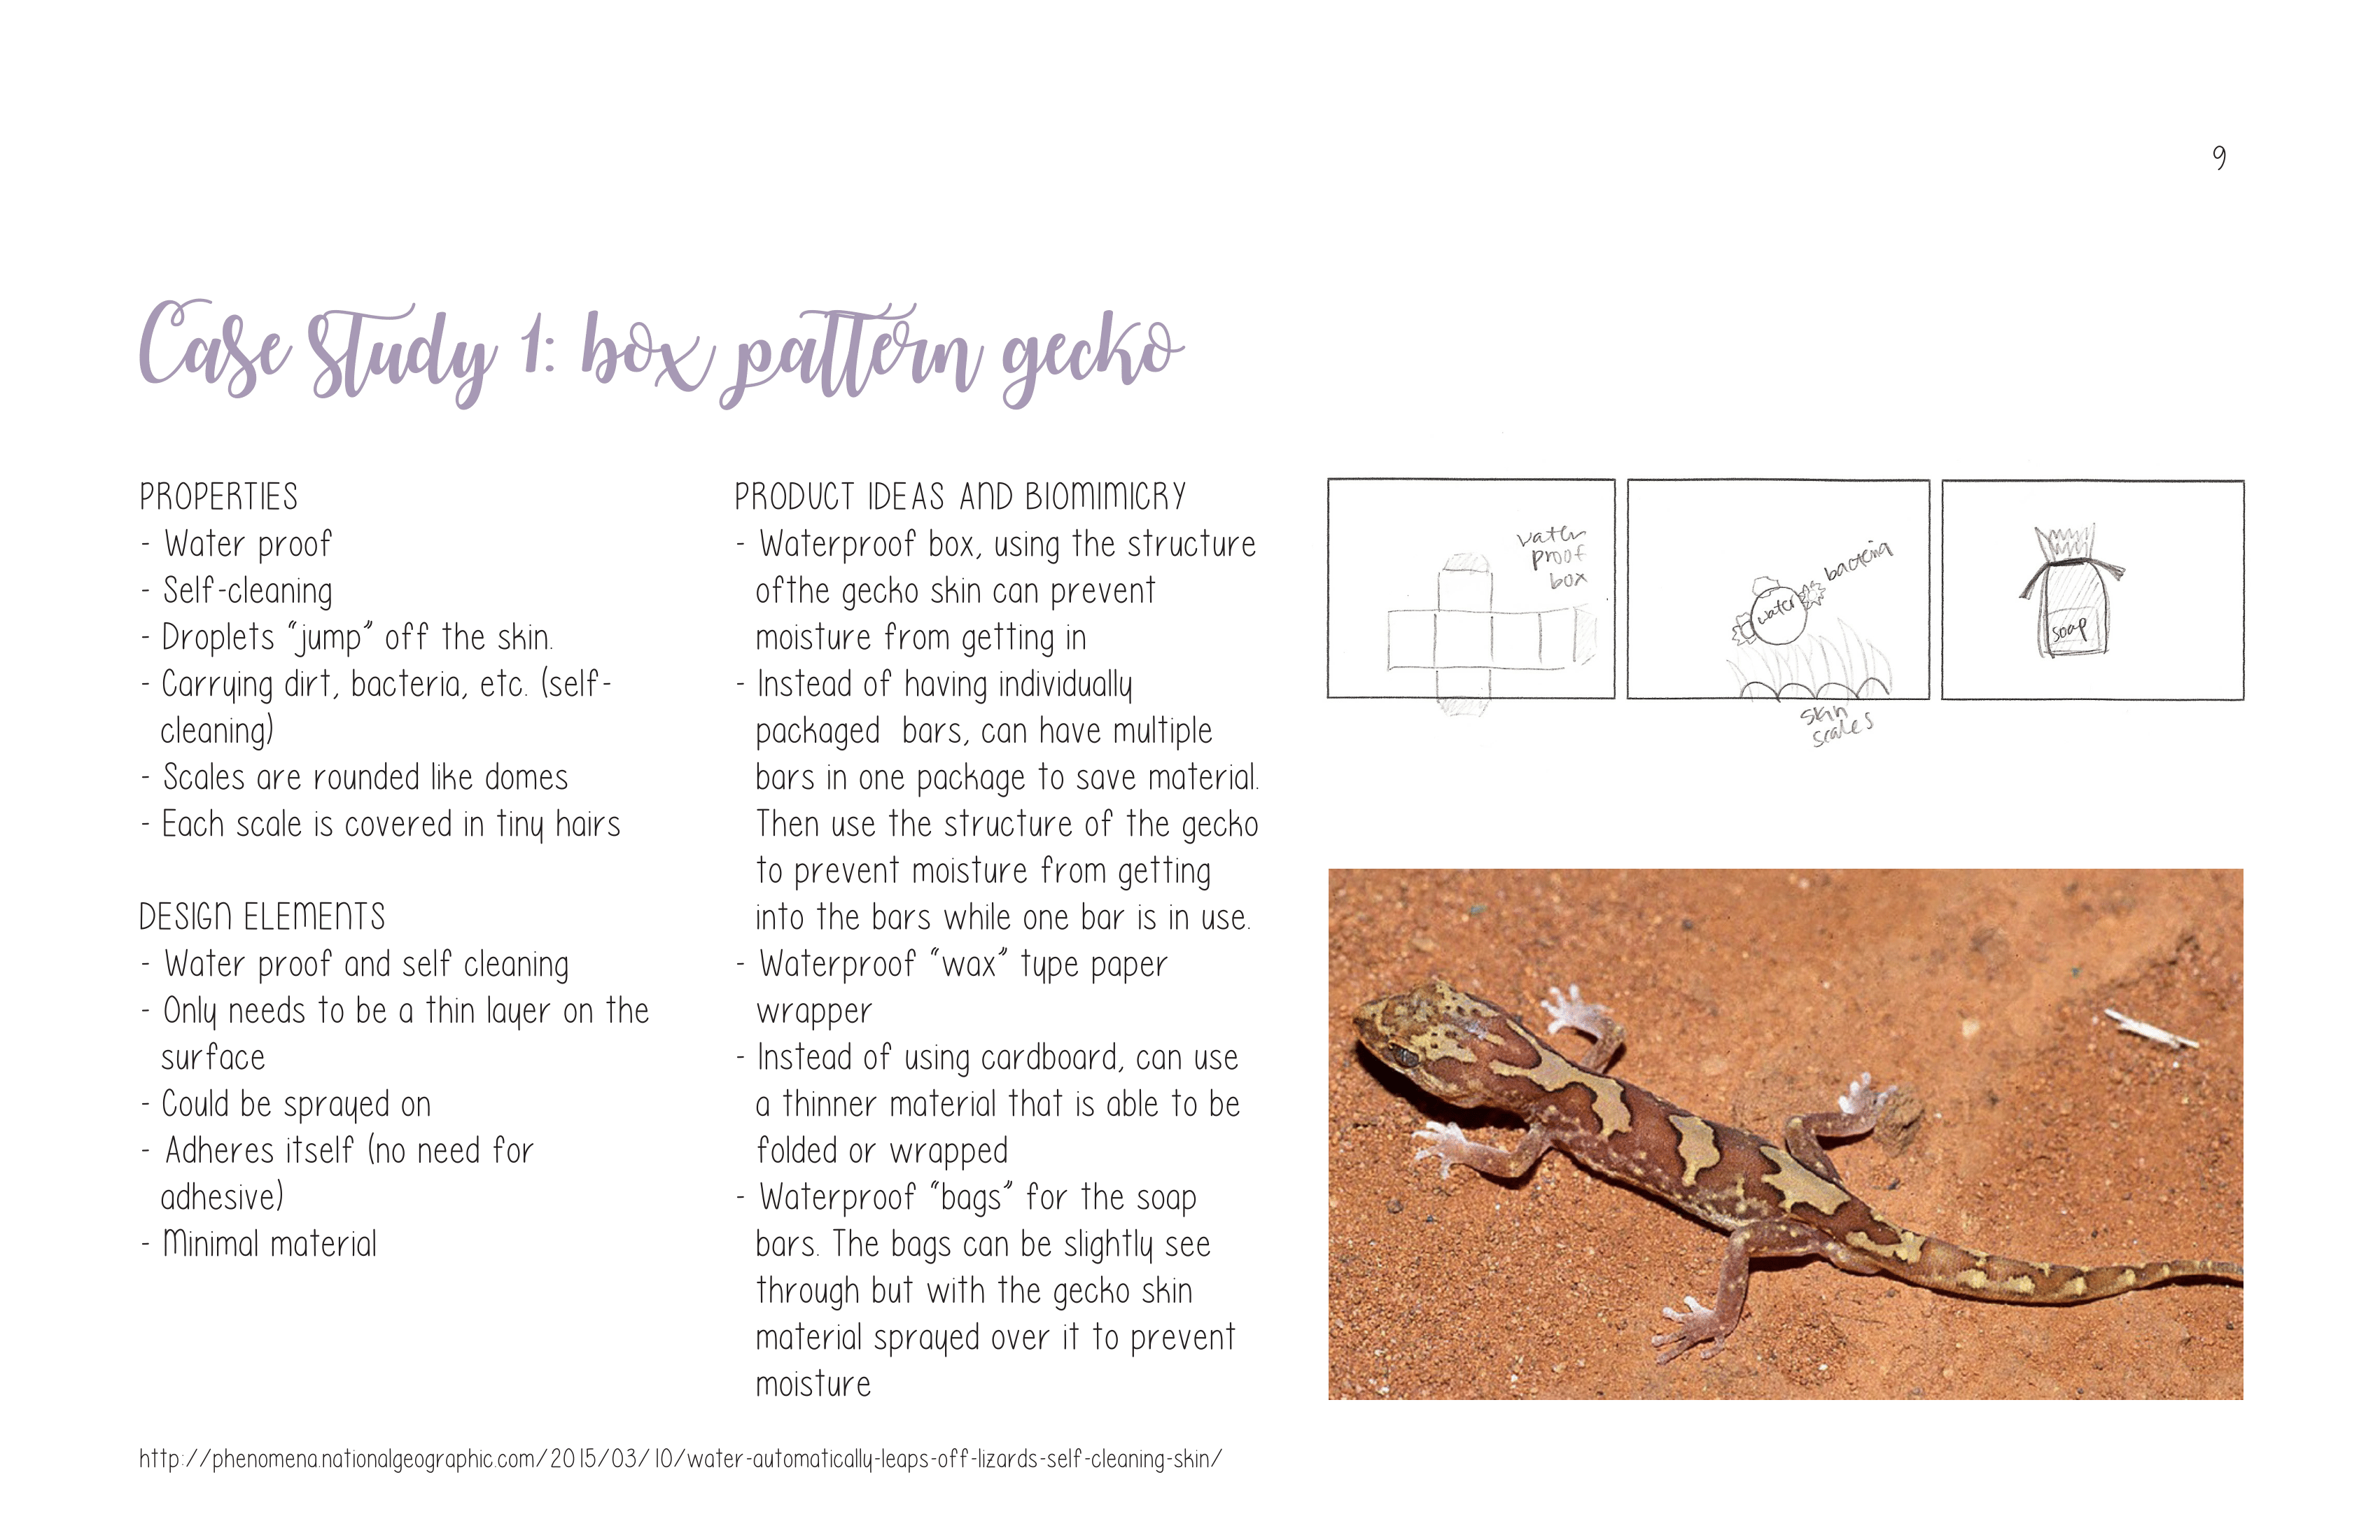 9
Case study 1: box pattern gecko
PROPERTIES
- Water proof
- Self-cleaning
- Droplets “jump” off the skin.
- Carrying dirt, bacteria, etc. (self-
cleaning)
- Scales are rounded like domes
- Each scale is covered in tiny hairs
DESIGN ELEMENTS
- Water proof and self cleaning
- Only needs to be a thin layer on the
surface
- Could be sprayed on
- Adheres itself (no need for
adhesive)
- Minimal material
PRODUCT IDEAS AND BIOMIMICRY
- Waterproof box, using the structure
ofthe gecko skin can prevent
moisture from getting in
- Instead of having individually
packaged  bars, can have multiple
bars in one package to save material.
Then use the structure of the gecko
to prevent moisture from getting
into the bars while one bar is in use.
- Waterproof “wax” type paper
wrapper
- Instead of using cardboard, can use
a thinner material that is able to be
folded or wrapped
- Waterproof “bags” for the soap
bars. The bags can be slightly see
through but with the gecko skin
material sprayed over it to prevent
moisture
water
proof
box
bacteria
water
skin
scales
soap
http://phenomena.nationalgeographic.com/2015/03/10/water-automatically-leaps-off-lizards-self-cleaning-skin/